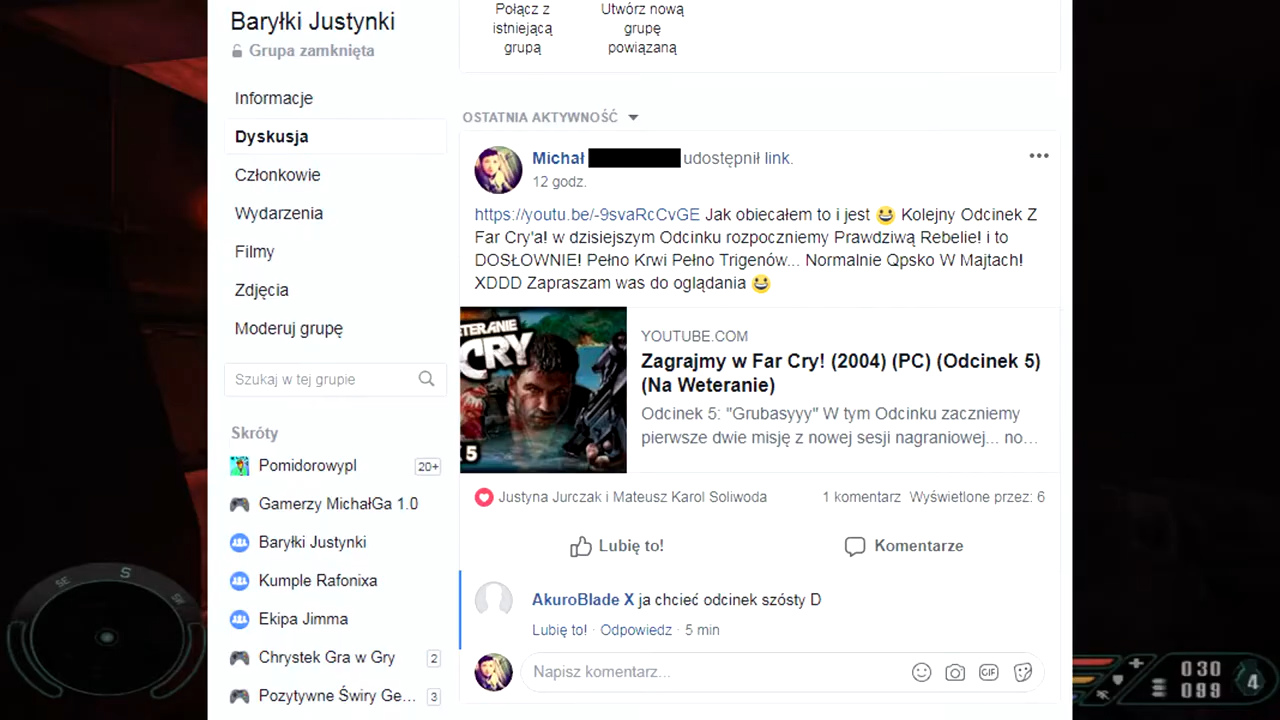 Baryłki Justynki
Grupa zamknięta
Informacje
Dyskusja
Członkowie
Wydarzenia
Filmy
Zdjęcia
Moderuj grupę
Szukaj w tej grupie
Skróty
Pomidorowypl
20+
Gamerzy MichałGa 1.0
Baryłki Justynki
Kumple Rafonixa
Ekipa Jimma
Chrystek Gra w Gry
2
Pozytywne Świry Ge...
3
Połącz z
istniejącą
grupą
Utwórz nową
grupę
powiązaną
OSTATNIA AKTYWNOŚĆ
Michał udostępnił link.
12 godz.
https://youtu.be/-9svaRcCvGE Jak obiecałem to i jest 😀 Kolejny Odcinek Z
Far Cry'a! w dzisiejszym Odcinku rozpoczniemy Prawdziwą Rebelie! i to
DOSŁOWNIE! Pełno Krwi Pełno Trigenów... Normalnie Qpsko W Majtach!
XDDD Zapraszam was do oglądania 😀
TERANIE
CRY
5
YOUTUBE.COM
Zagrajmy w Far Cry! (2004) (PC) (Odcinek 5)
(Na Weteranie)
Odcinek 5: "Grubasyyy" W tym Odcinku zaczniemy
pierwsze dwie misję z nowej sesji nagraniowej... no...
Justyna Jurczak i Mateusz Karol Soliwoda
1 komentarz Wyświetlone przez: 6
Lubię to!
Komentarze
AkuroBlade X ja chcieć odcinek szósty D
Lubię to! · Odpowiedz · 5 min
Napisz komentarz...
GIF
SE
S
SW
030
099
4